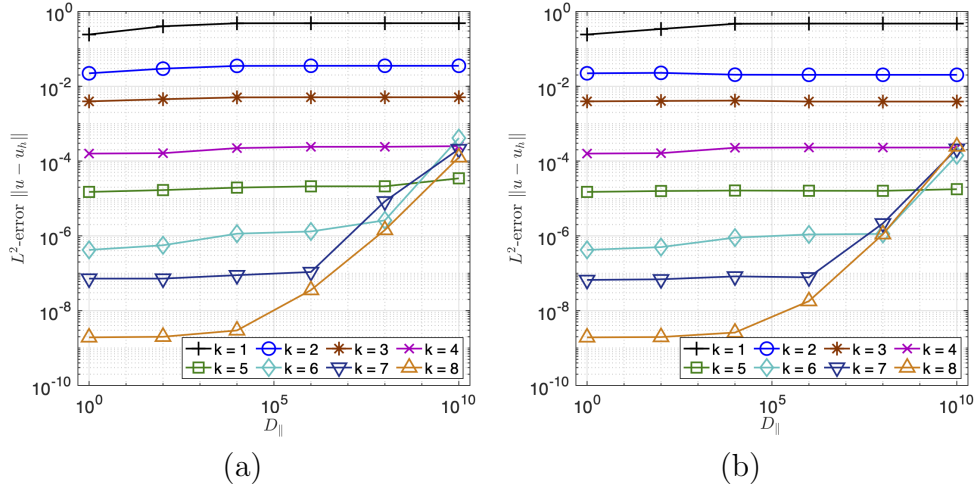 10^0
10^-2
10^-4
10^-6
10^-8
10^-10
L^2-error ||u − u_h||
k = 1 k = 2 k = 3 k = 4
k = 5 k = 6 k = 7 k = 8
10^0 10^5 10^10
D_∥
(a)
10^0
10^-2
10^-4
10^-6
10^-8
10^-10
L^2-error ||u − u_h||
k = 1 k = 2 k = 3 k = 4
k = 5 k = 6 k = 7 k = 8
10^0 10^5 10^10
D_∥
(b)